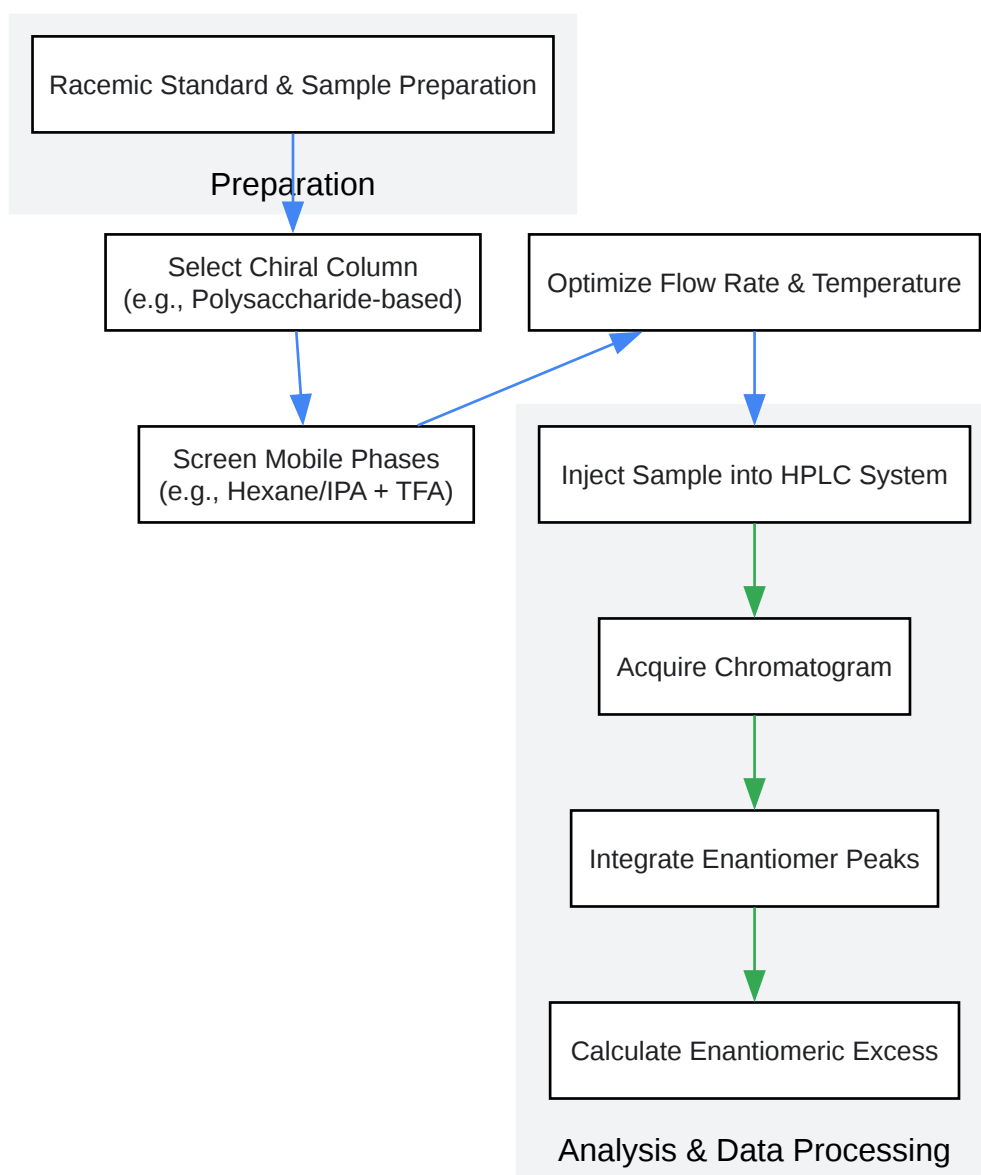 Racemic Standard & Sample Preparation
Preparation
Select Chiral Column
(e.g., Polysaccharide-based)
Screen Mobile Phases
(e.g., Hexane/IPA + TFA)
Optimize Flow Rate & Temperature
Inject Sample into HPLC System
Acquire Chromatogram
Integrate Enantiomer Peaks
Calculate Enantiomeric Excess
Analysis & Data Processing